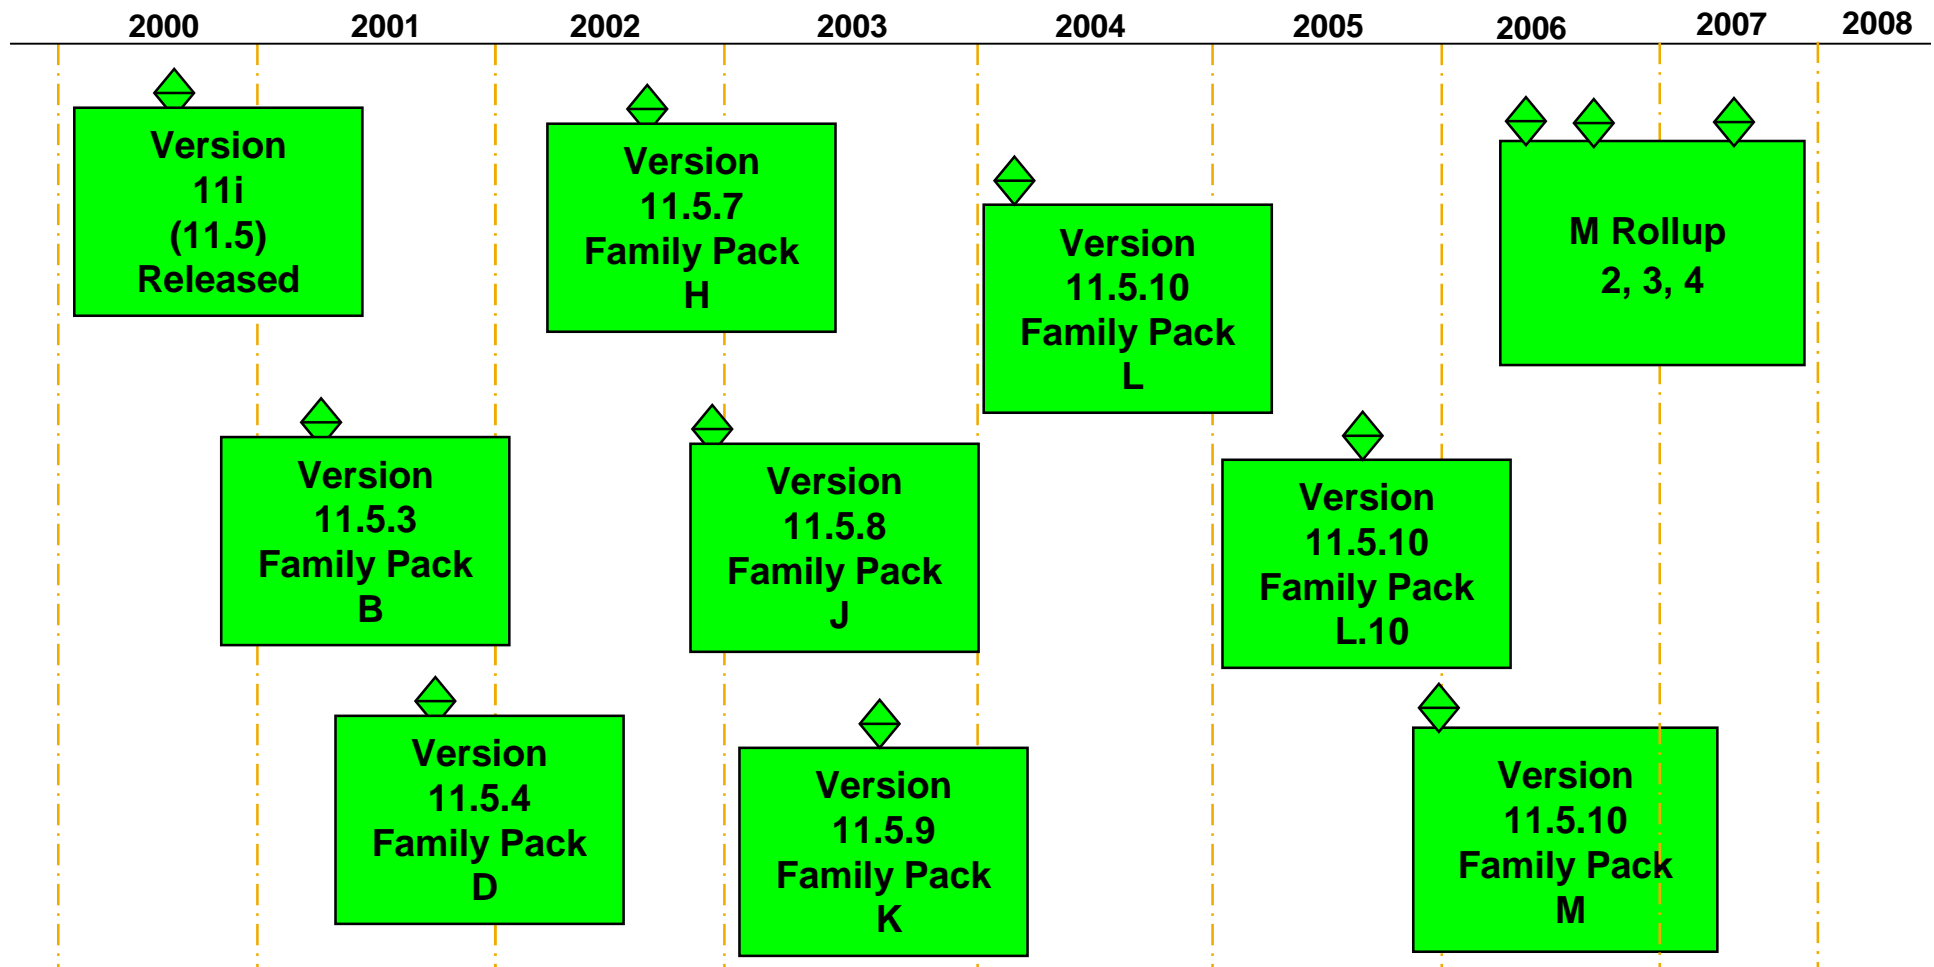 2000 2001 2002 2003 2004 2005 2006 2007 2008
Version
11i
(11.5)
Released
Version
11.5.3
Family Pack
B
Version
11.5.4
Family Pack
D
Version
11.5.7
Family Pack
H
Version
11.5.8
Family Pack
J
Version
11.5.9
Family Pack
K
Version
11.5.10
Family Pack
L
Version
11.5.10
Family Pack
L.10
Version
11.5.10
Family Pack
M
M Rollup
2, 3, 4